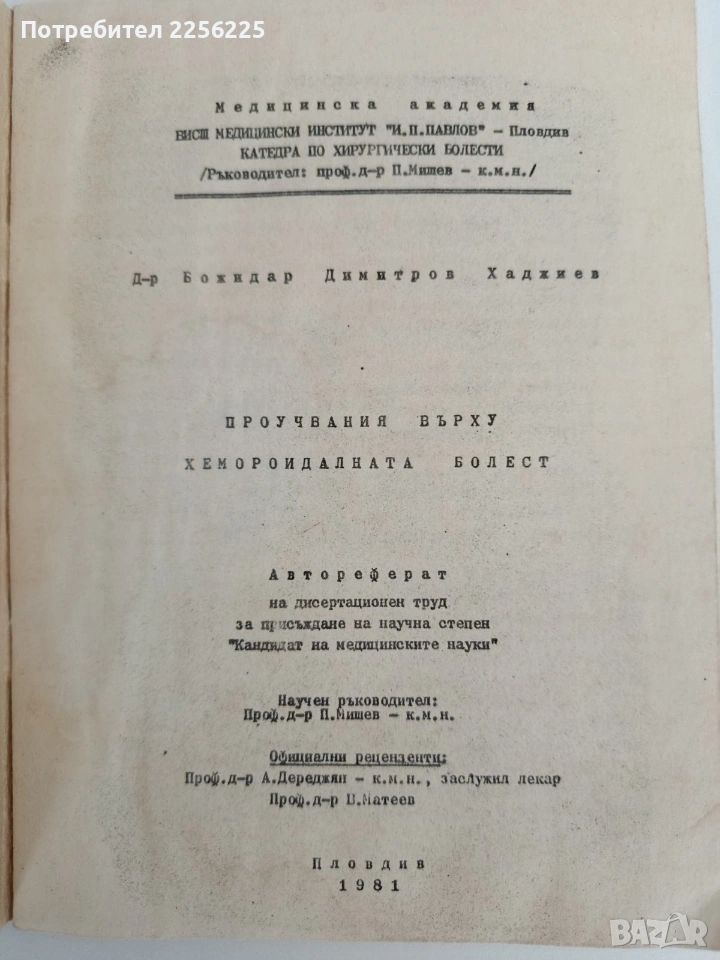 Потребител 2256225
Медицинска академия
ВИСШ МЕДИЦИНСКИ ИНСТИТУТ "И.П.ПАВЛОВ" – Пловдив
КАТЕДРА ПО ХИРУРГИЧЕСКИ БОЛЕСТИ
/Ръководител: проф.д-р П.Мишев – к.м.н./
Д-р Божидар Димитров Хаджиев
ПРОУЧВАНИЯ ВЪРХУ
ХЕМОРОИДАЛНАТА БОЛЕСТ
Автореферат
на дисертационен труд
за присъждане на научна степен
"Кандидат на медицинските науки"
Научен ръководител:
Проф.д-р П.Мишев – к.м.н.
Официални рецензенти:
Проф.д-р А.Дереджян – к.м.н., заслужил лекар
Проф.д-р Матеев
Пловдив
1981
BAZAR